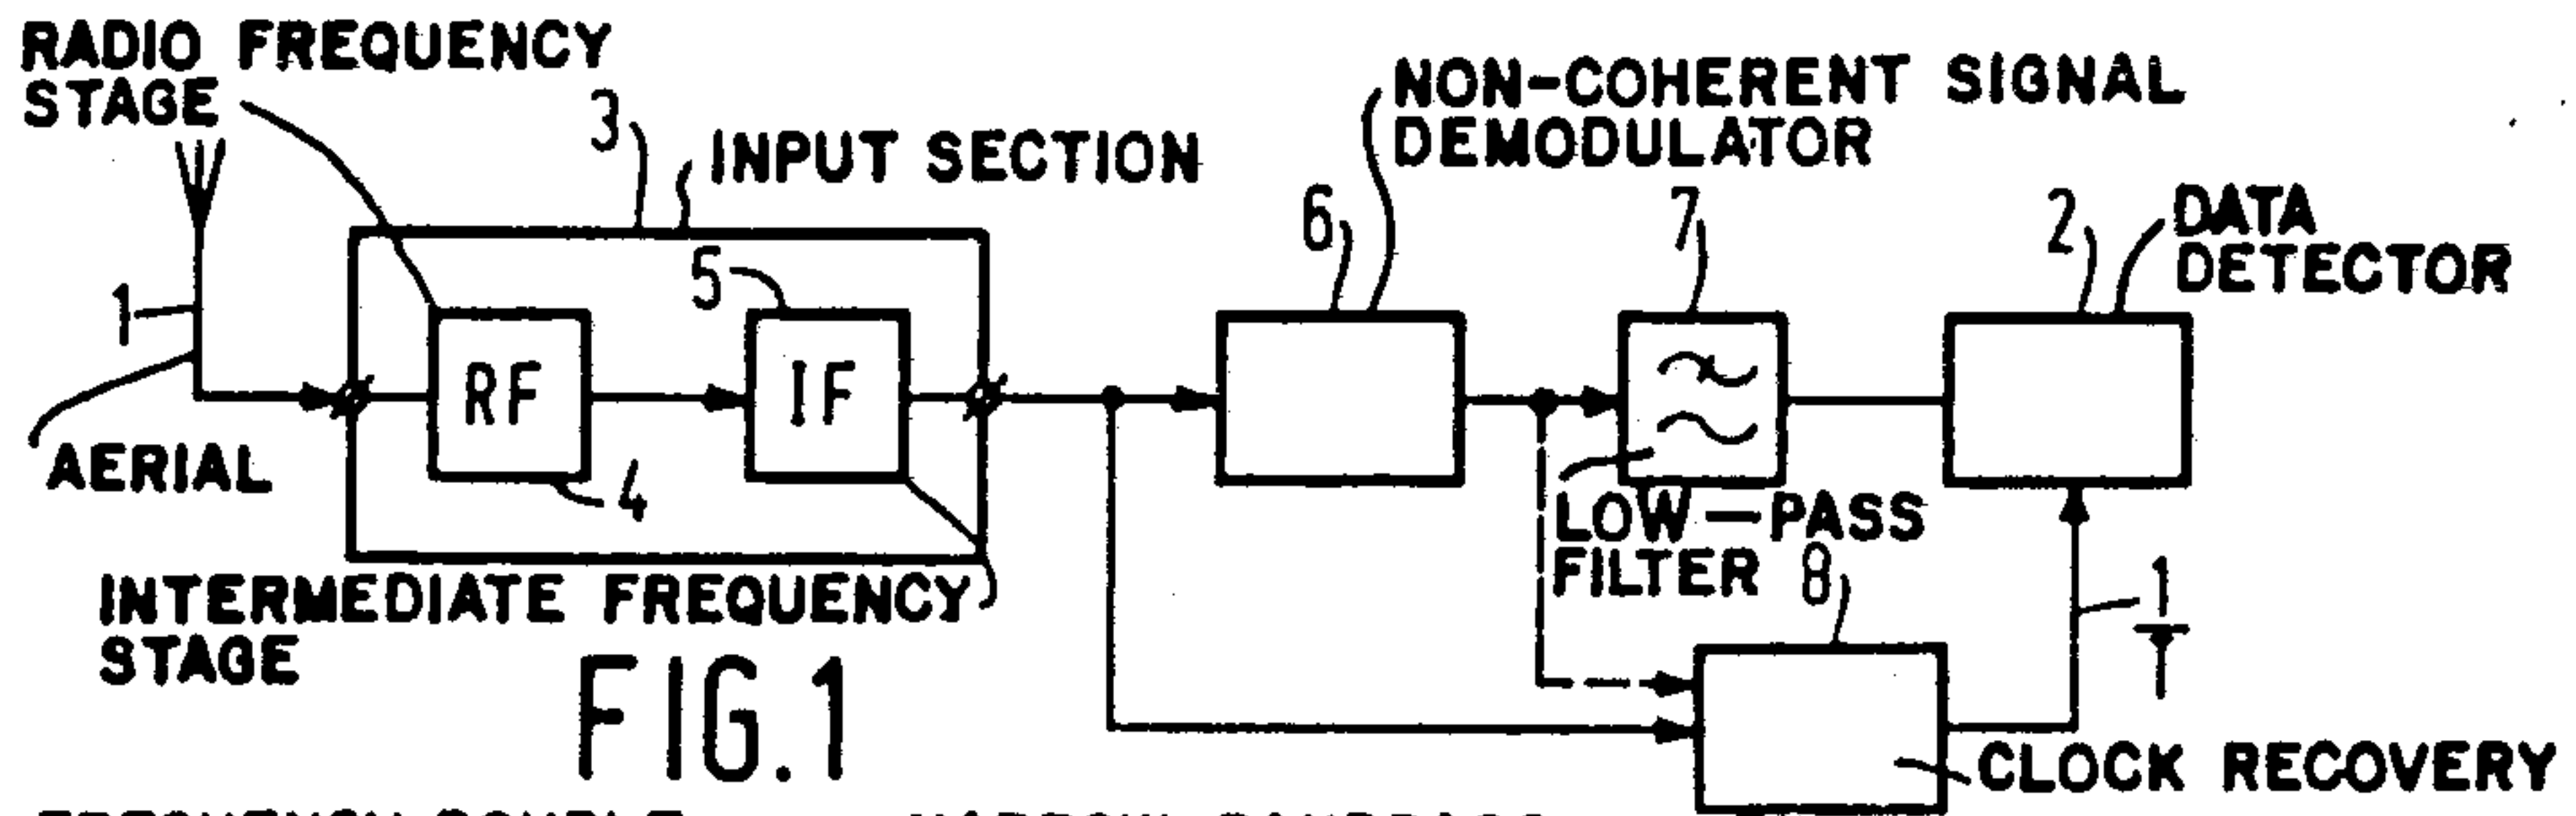 RADIO FREQUENCY
STAGE
3
INPUT SECTION
NON-COHERENT SIGNAL
DEMODULATOR
6
7
2
DATA
DETECTOR
1
5
RF
IF
AERIAL
4
LOW-PASS
FILTER
8
INTERMEDIATE FREQUENCY
STAGE
1
T
FIG.1
CLOCK RECOVERY